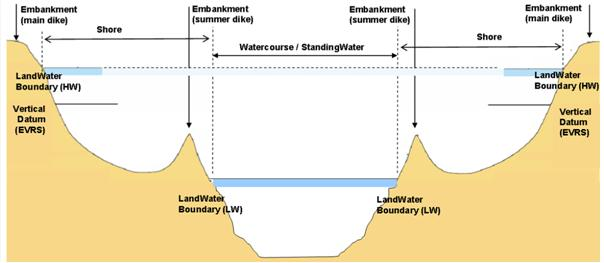 Embankment
(main dike)
Embankment
(summer dike)
Embankment
(summer dike)
Embankment
(main dike)
Shore
Watercourse / StandingWater
Shore
LandWater
Boundary (HW)
LandWater
Boundary (HW)
Vertical
Datum
(EVRS)
Vertical
Datum
(EVRS)
LandWater
Boundary (LW)
LandWater
Boundary (LW)